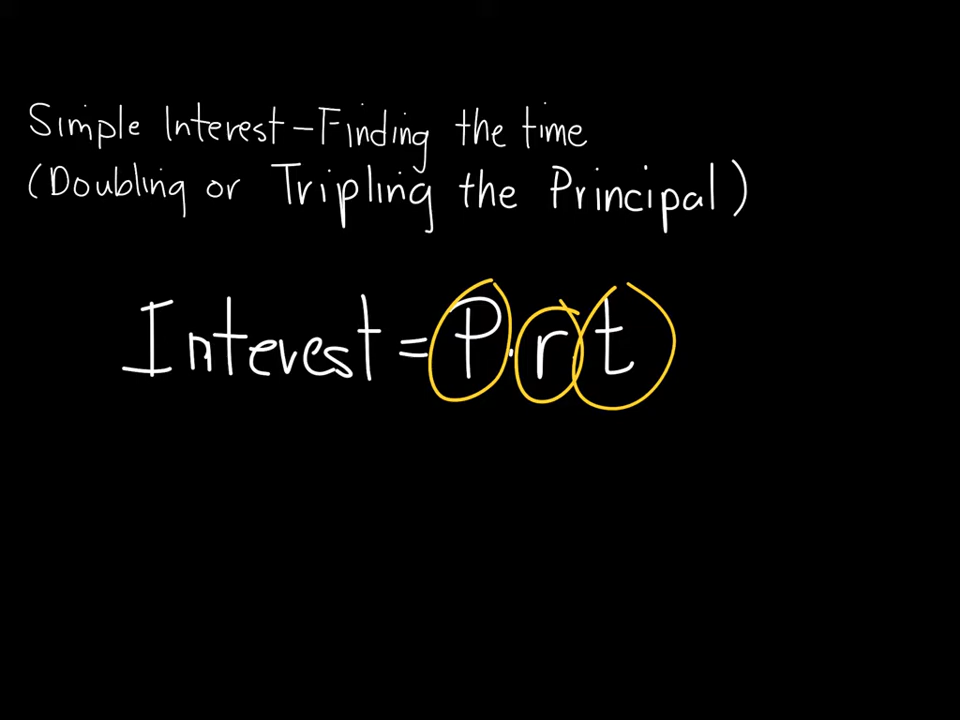 Simple Interest - Finding the time
(Doubling or Tripling the Principal)
Interest = P · r t